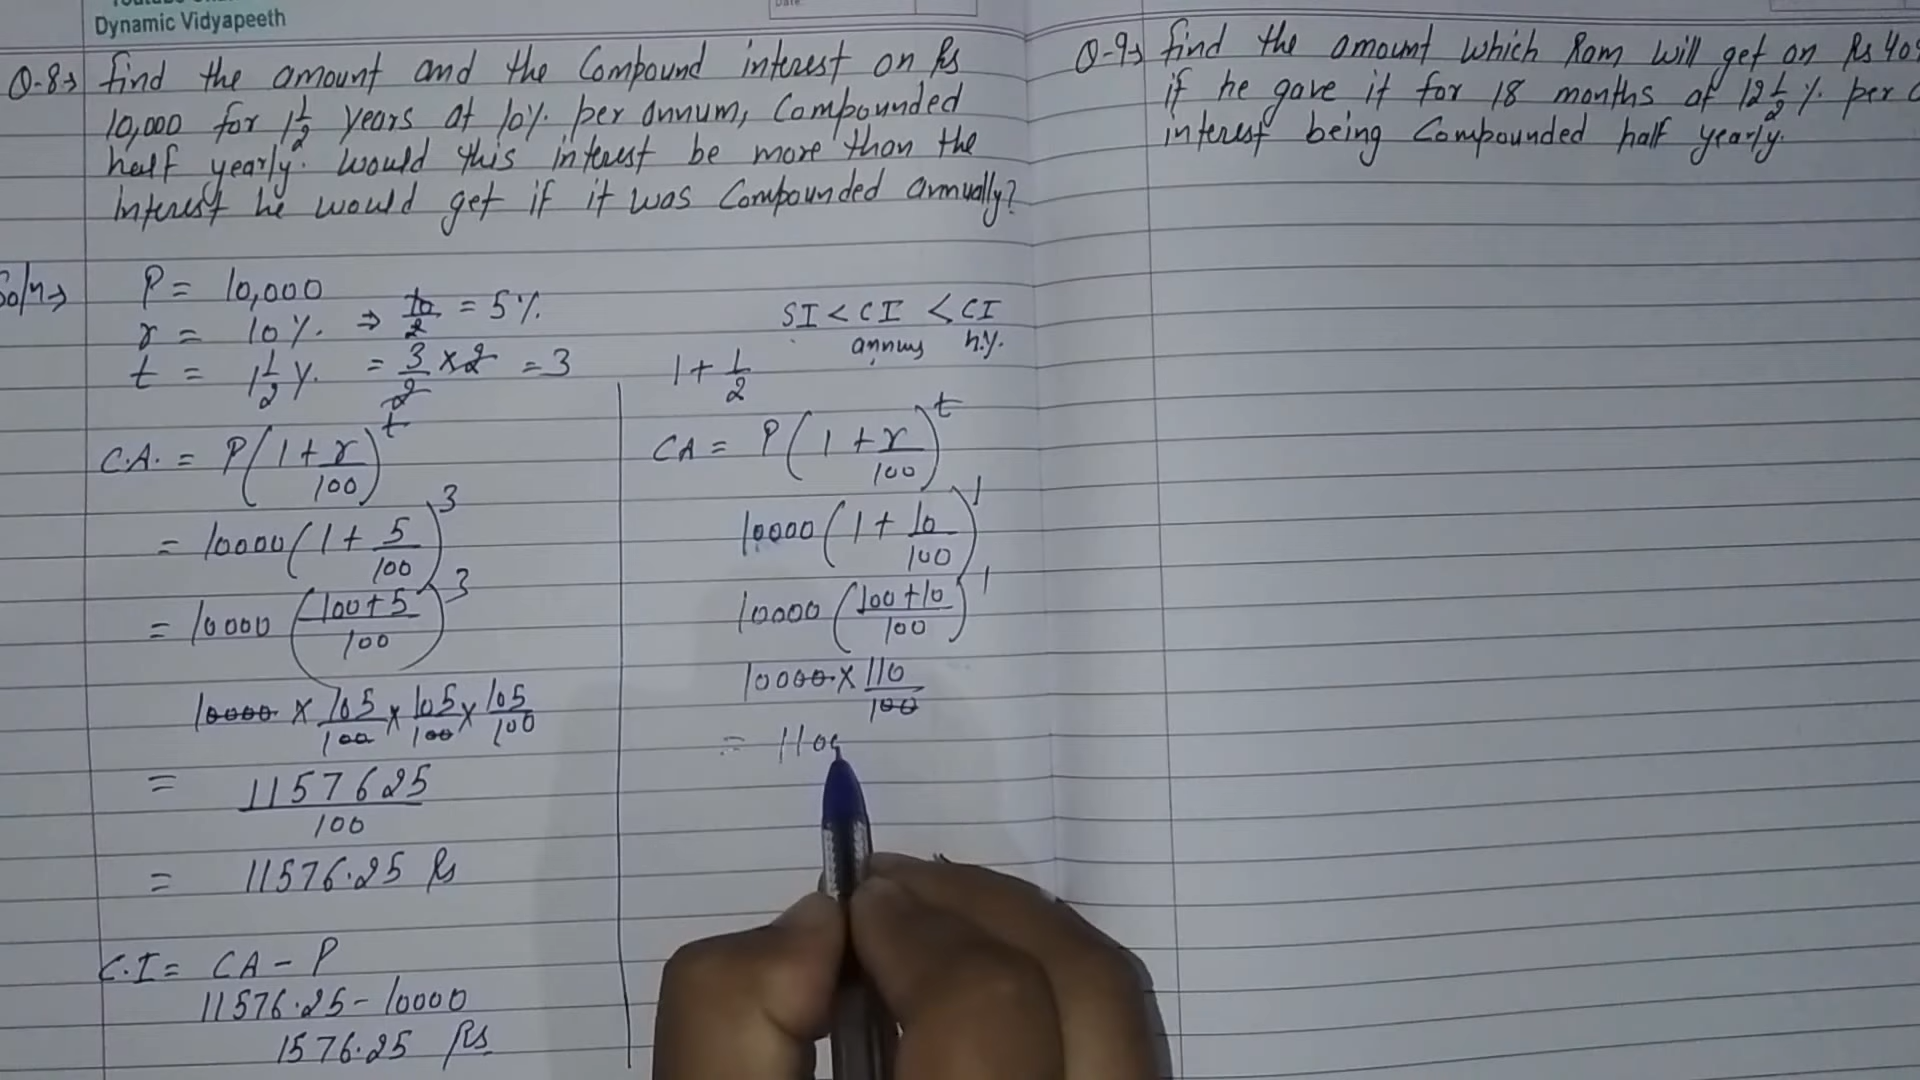 Dynamic Vidyapeeth
Date
Q-8→ find the amount and the Compound interest on Rs
10,000 for 1 1/2 years at 10%. per annum, Compounded
half yearly. Would this interest be more than the
interest he would get if it was Compounded annually?
Soln→ P = 10,000
r = 10%. ⇒ 10/2 = 5%.
t = 1 1/2 y. = 3/2 × 2 = 3
C.A. = P(1 + r/100)^t
= 10000(1 + 5/100)^3
= 10000 (100+5/100)^3
10000 × 105/100 × 105/100 × 105/100
= 1157625/100
= 11576.25 Rs
C.I = CA - P
11576.25 - 10000
1576.25 Rs
SI < CI < CI
annus h.y.
1 + 1/2
CA = P(1 + r/100)^t
10000(1 + 10/100)^1
10000(100+10/100)^1
10000 × 110/100
= 1100
Q-9→ find the amount which Ram will get on Rs 40
if he gave it for 18 months at 12 1/2 %. per
interest being Compounded half yearly.